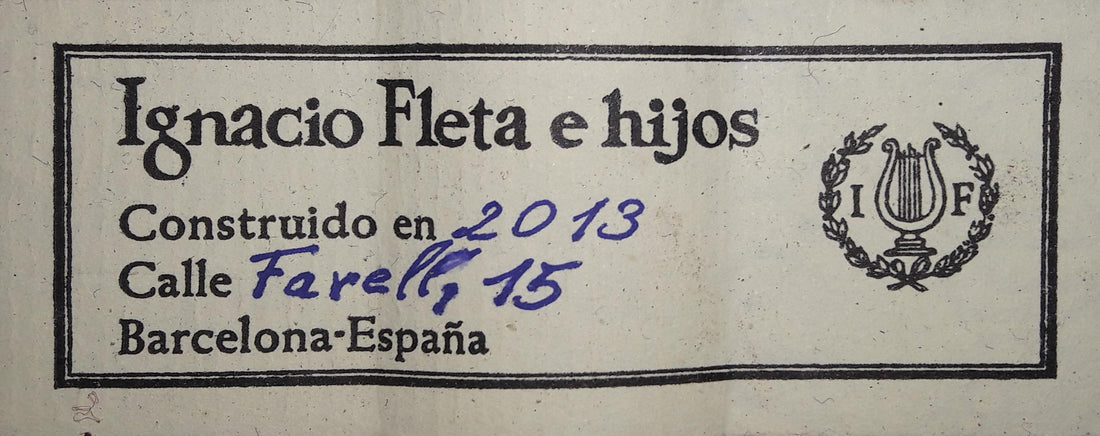 Ignacio Fleta e hijos
Construido en 2013
Calle Farell, 15
Barcelona-España
I F